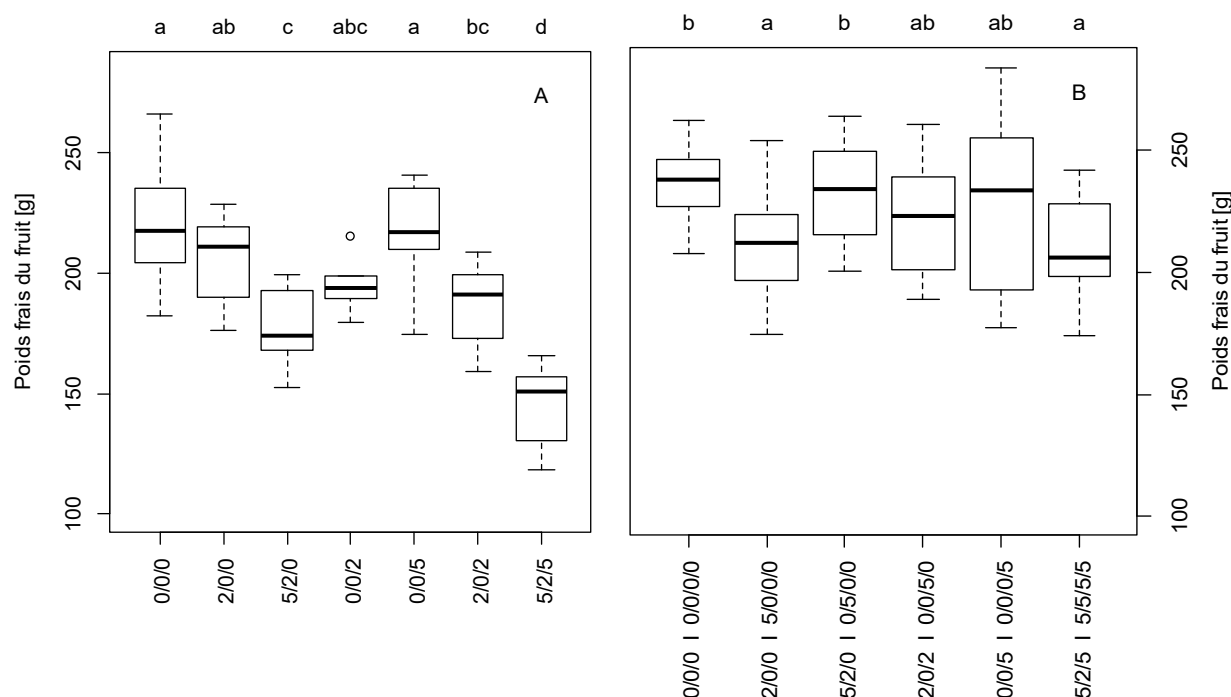 a ab c abc a bc d
A
Poids frais du fruit [g]
250
200
150
100
0/0/0
2/0/0
5/2/0
0/0/2
0/0/5
2/0/2
5/2/5
b a b ab ab a
B
Poids frais du fruit [g]
250
200
150
100
0/0/0 I 0/0/0/0
2/0/0 I 5/0/0/0
5/2/0 I 0/5/0/0
2/0/2 I 0/0/5/0
0/0/5 I 0/0/0/5
5/2/5 I 5/5/5/5